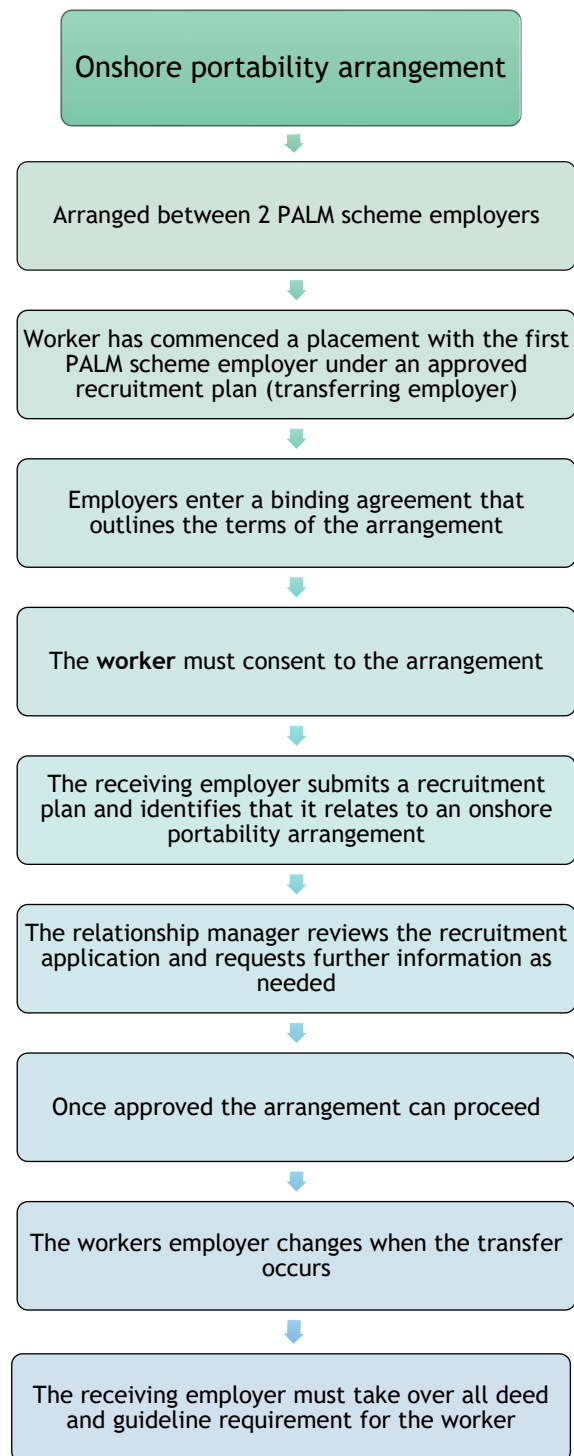 Onshore portability arrangement
Arranged between 2 PALM scheme employers
Worker has commenced a placement with the first
PALM scheme employer under an approved
recruitment plan (transferring employer)
Employers enter a binding agreement that
outlines the terms of the arrangement
The worker must consent to the arrangement
The receiving employer submits a recruitment
plan and identifies that it relates to an onshore
portability arrangement
The relationship manager reviews the recruitment
application and requests further information as
needed
Once approved the arrangement can proceed
The workers employer changes when the transfer
occurs
The receiving employer must take over all deed
and guideline requirement for the worker